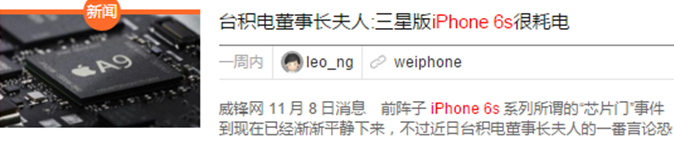 新闻
A9
台积电董事长夫人:三星版iPhone 6s很耗电
一周内 leo_ng weiphone
威锋网 11 月 8 日消息　前阵子 iPhone 6s 系列所谓的“芯片门”事件
到现在已经渐渐平静下来，不过近日台积电董事长夫人的一番言论恐